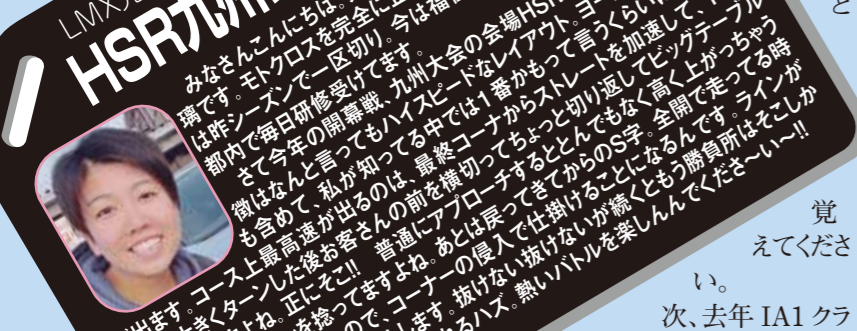 LMX
HSR九州
みなさんこんにちは。
璃です。モトクロスを完全に
は昨シーズンで一区切り。今は福
都内で毎日研修受けてます。
さて今年の開幕戦、九州大会の会場HSR
徴はなんと言ってもハイスピードなレイアウト。ヨー
も含めて、私が知ってる中では1番かもって言うくらい
出ます。コース上最高速が出るのは、最終コーナからストレートを加速して、
大きくターンした後お客さんの前を横切ってちょっと切り返してビッグテーブル
よね。正にそこ!! 普通にアプローチするととんでもなく高く上がっちゃう
を捻ってますよね。あとは戻ってきてからのS字。全開で走ってる時
ので、コーナーの侵入で仕掛けることになるんです。ラインが
します。抜けない抜けないが続くともう勝負所はそこしか
るハズ。熱いバトルを楽しんんでくださ〜い〜!!
と
覚
えてくださ
い。
次、去年 IA1 クラ